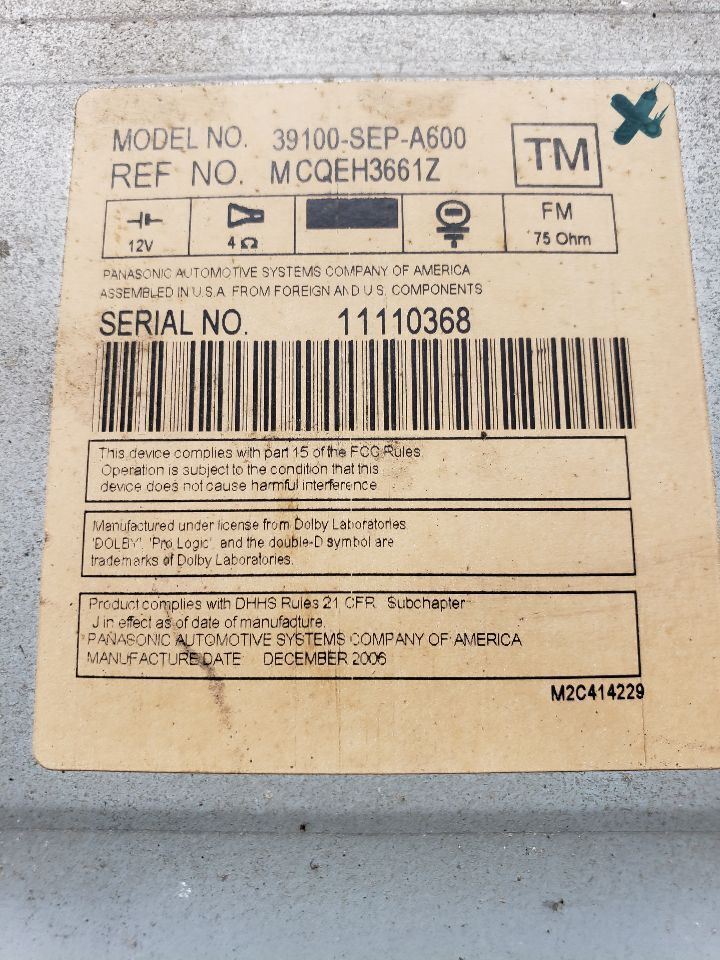 MODEL NO. 39100-SEP-A600
REF NO. MCQEH3661Z
TM
12V
4 Ω
FM
75 Ohm
PANASONIC AUTOMOTIVE SYSTEMS COMPANY OF AMERICA
ASSEMBLED IN U.S.A. FROM FOREIGN AND U.S. COMPONENTS
SERIAL NO. 11110368
This device complies with part 15 of the FCC Rules.
Operation is subject to the condition that this
device does not cause harmful interference
Manufactured under license from Dolby Laboratories.
'DOLBY', 'Pro Logic', and the double-D symbol are
trademarks of Dolby Laboratories.
Product complies with DHHS Rules 21 CFR. Subchapter
J in effect as of date of manufacture.
PANASONIC AUTOMOTIVE SYSTEMS COMPANY OF AMERICA
MANUFACTURE DATE DECEMBER 2006
M2C414229